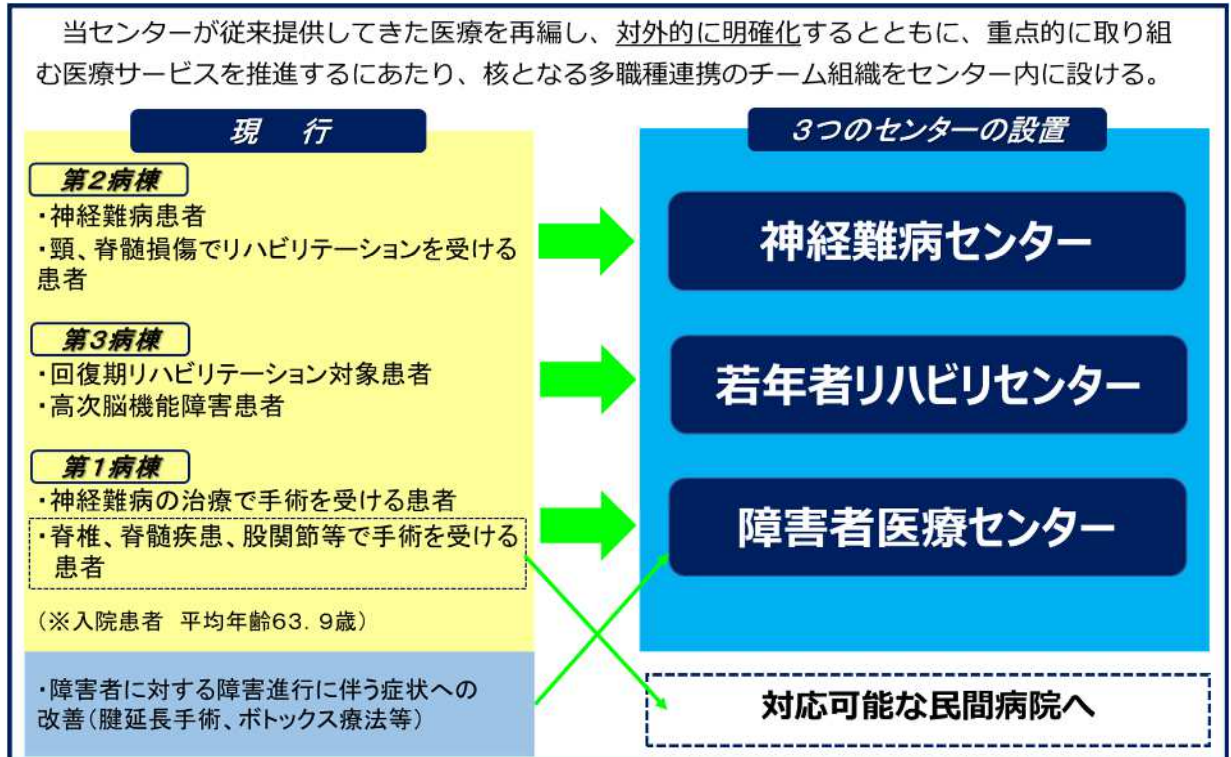 当センターが従来提供してきた医療を再編し、対外的に明確化するとともに、重点的に取り組
む医療サービスを推進するにあたり、核となる多職種連携のチーム組織をセンター内に設ける。
現　行
第2病棟
・神経難病患者
・頸、脊髄損傷でリハビリテーションを受ける
患者
第3病棟
・回復期リハビリテーション対象患者
・高次脳機能障害患者
第1病棟
・神経難病の治療で手術を受ける患者
・脊椎、脊髄疾患、股関節等で手術を受ける
患者
(※入院患者　平均年齢63．9歳)
・障害者に対する障害進行に伴う症状への
改善(腱延長手術、ボトックス療法等)
3つのセンターの設置
神経難病センター
若年者リハビリセンター
障害者医療センター
対応可能な民間病院へ